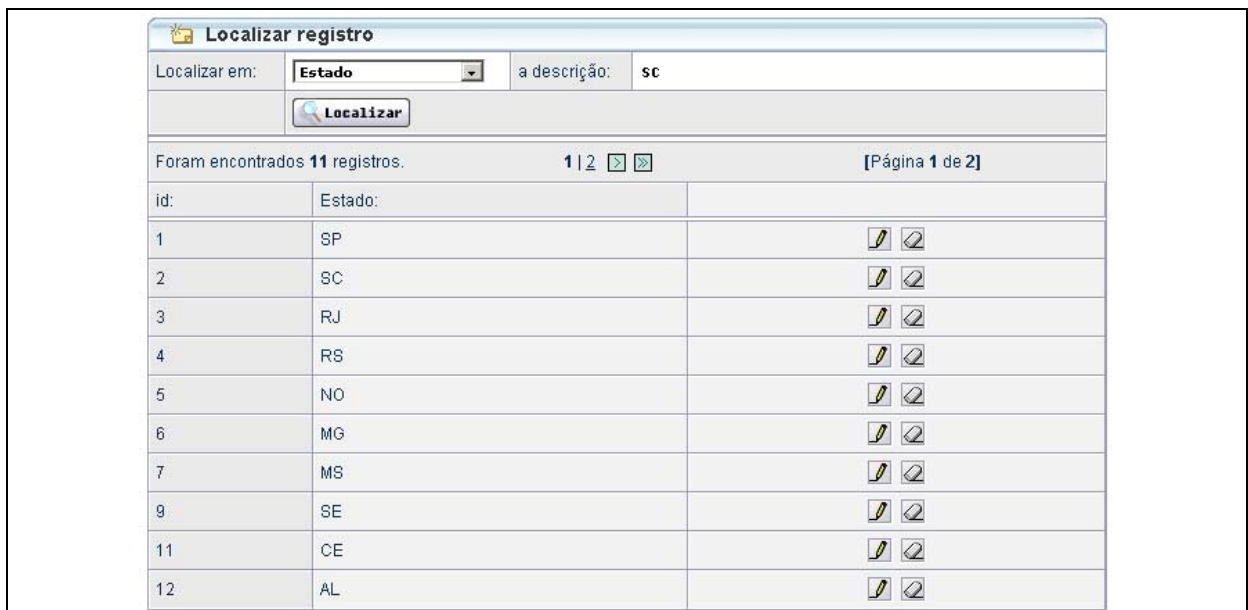 Localizar registro
Localizar em: Estado a descrição: sc
Localizar
Foram encontrados 11 registros. 1 | 2 [Página 1 de 2]
id: Estado:
1 SP
2 SC
3 RJ
4 RS
5 NO
6 MG
7 MS
9 SE
11 CE
12 AL